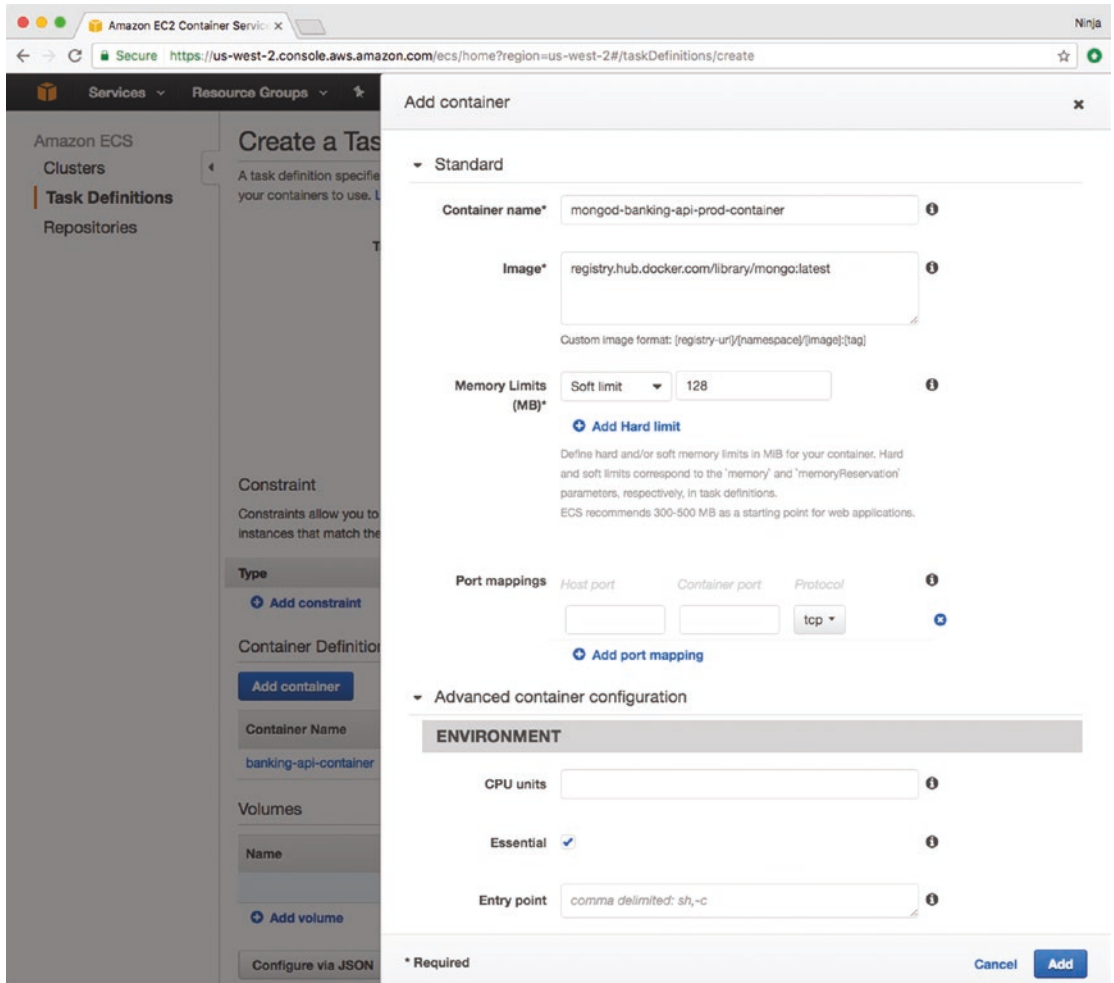 Amazon EC2 Container Servic
Ninja
Secure https://us-west-2.console.aws.amazon.com/ecs/home?region=us-west-2#/taskDefinitions/create
Services
Resource Groups
Amazon ECS
Clusters
Task Definitions
Repositories
Create a Tas
A task definition specifie
your containers to use. L
T
Constraint
Constraints allow you to
instances that match the
Type
Add constraint
Container Definition
Add container
Container Name
banking-api-container
Volumes
Name
Add volume
Configure via JSON
Add container
Standard
Container name* mongod-banking-api-prod-container
Image* registry.hub.docker.com/library/mongo:latest
Custom image format: [registry-url]/[namespace]/[image]:[tag]
Memory Limits Soft limit 128
(MB)*
Add Hard limit
Define hard and/or soft memory limits in MiB for your container. Hard
and soft limits correspond to the `memory` and `memoryReservation`
parameters, respectively, in task definitions.
ECS recommends 300-500 MB as a starting point for web applications.
Port mappings Host port Container port Protocol
tcp
Add port mapping
Advanced container configuration
ENVIRONMENT
CPU units
Essential
Entry point comma delimited: sh,-c
* Required
Cancel Add